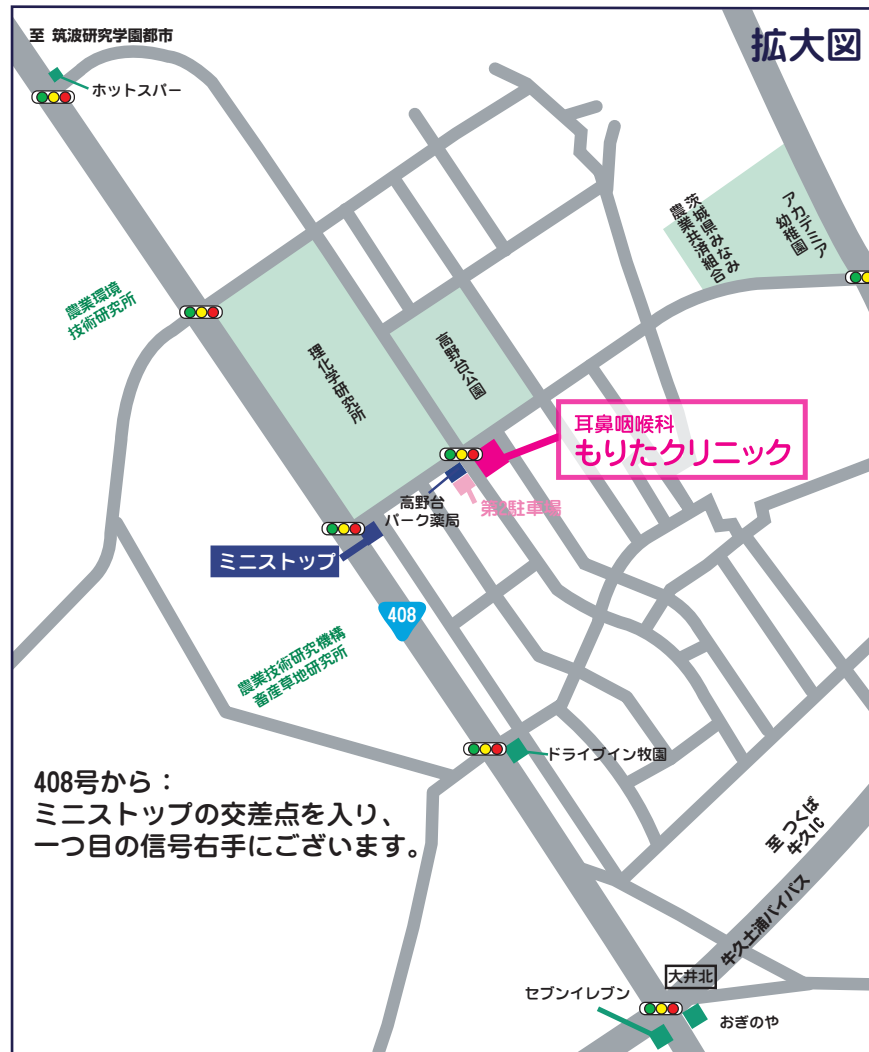 拡大図
至 筑波研究学園都市
ホットスパー
農業環境
技術研究所
理化学研究所
高野台公園
茨城県みなみ
農業共済組合
アカデミア
幼稚園
耳鼻咽喉科
もりたクリニック
高野台
パーク薬局
第2駐車場
ミニストップ
408
農業技術研究機構
畜産草地研究所
ドライブイン牧園
408号から：
ミニストップの交差点を入り、
一つ目の信号右手にございます。
至 つくば
牛久IC
牛久土浦バイパス
大井北
セブンイレブン
おぎのや